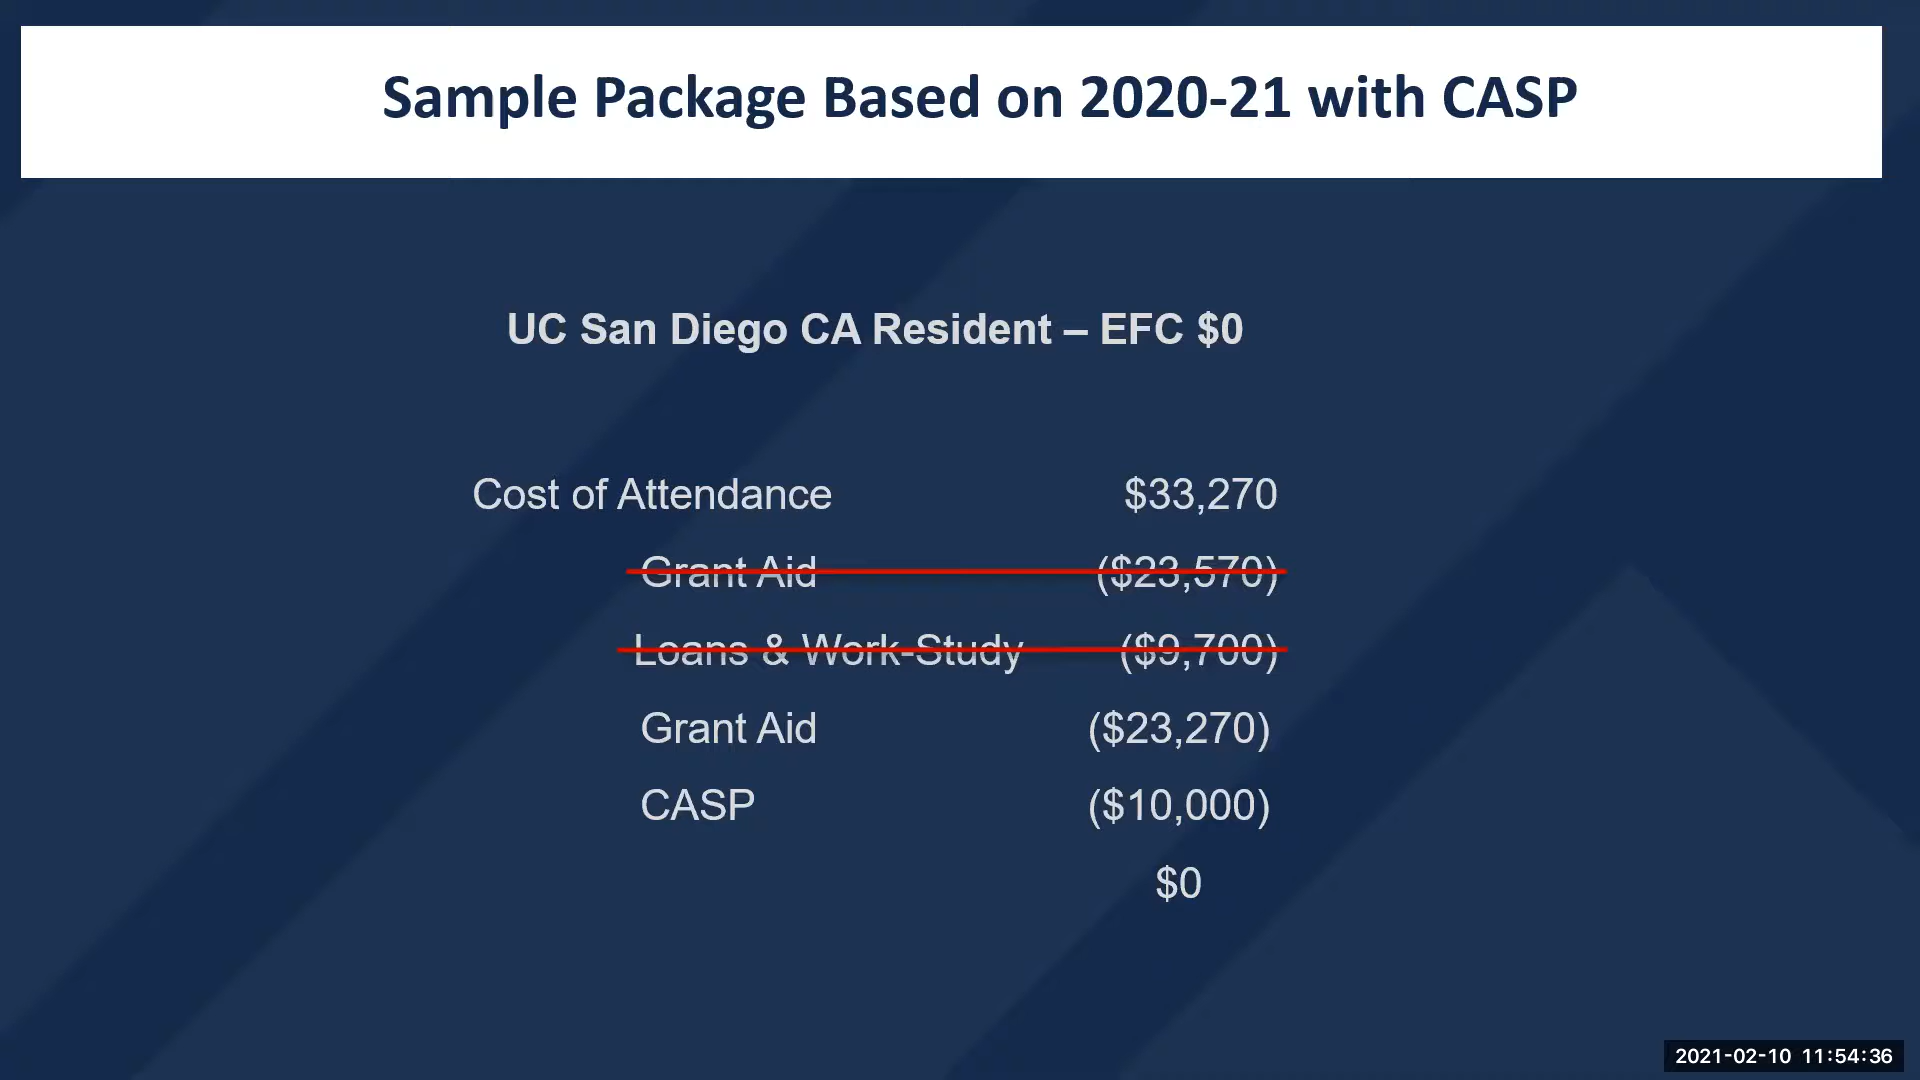 Sample Package Based on 2020-21 with CASP
UC San Diego CA Resident – EFC $0
Cost of Attendance $33,270
Grant Aid ($23,570)
Loans & Work-Study ($9,700)
Grant Aid ($23,270)
CASP ($10,000)
$0
2021-02-10 11:54:36